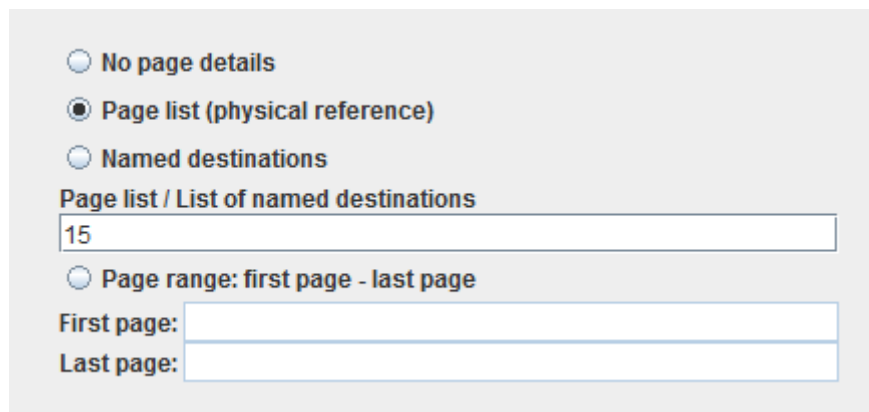 No page details
Page list (physical reference)
Named destinations
Page list / List of named destinations
15
Page range: first page - last page
First page:
Last page: